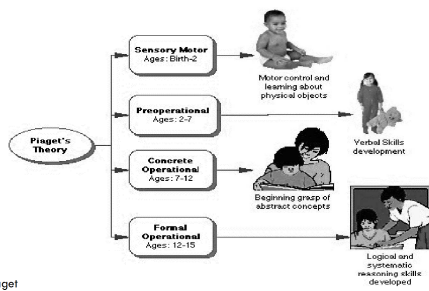 Sensory Motor
Ages: Birth-2
Motor control and
learning about
physical objects
Preoperational
Ages: 2-7
Verbal Skills
development
Piaget's
Theory
Concrete
Operational
Ages: 7-12
Beginning grasp of
abstract concepts
Formal
Operational
Ages: 12-15
Logical and
systematic
reasoning skills
developed